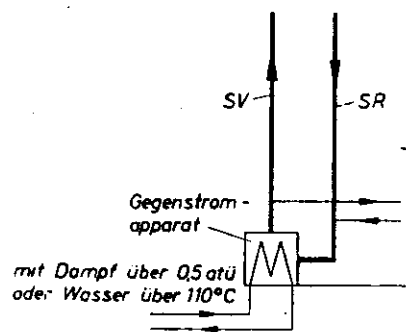 SV
SR
Gegenstrom-
apparat
mit Dampf über 0,5 atü
oder Wasser über 110°C